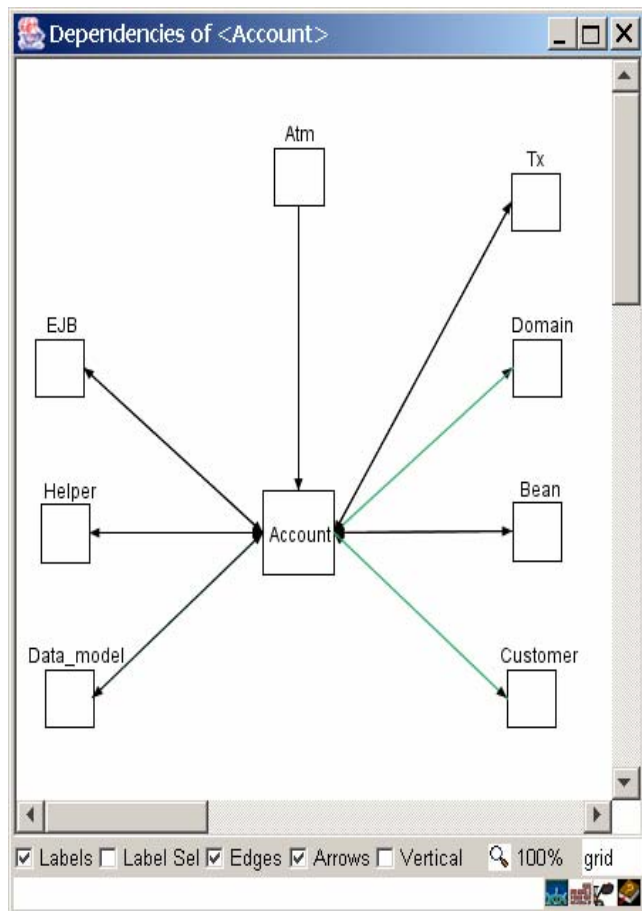 Dependencies of <Account>
Atm
Tx
EJB
Domain
Helper
Account
Bean
Data_model
Customer
Labels Label Sel Edges Arrows Vertical 100% grid